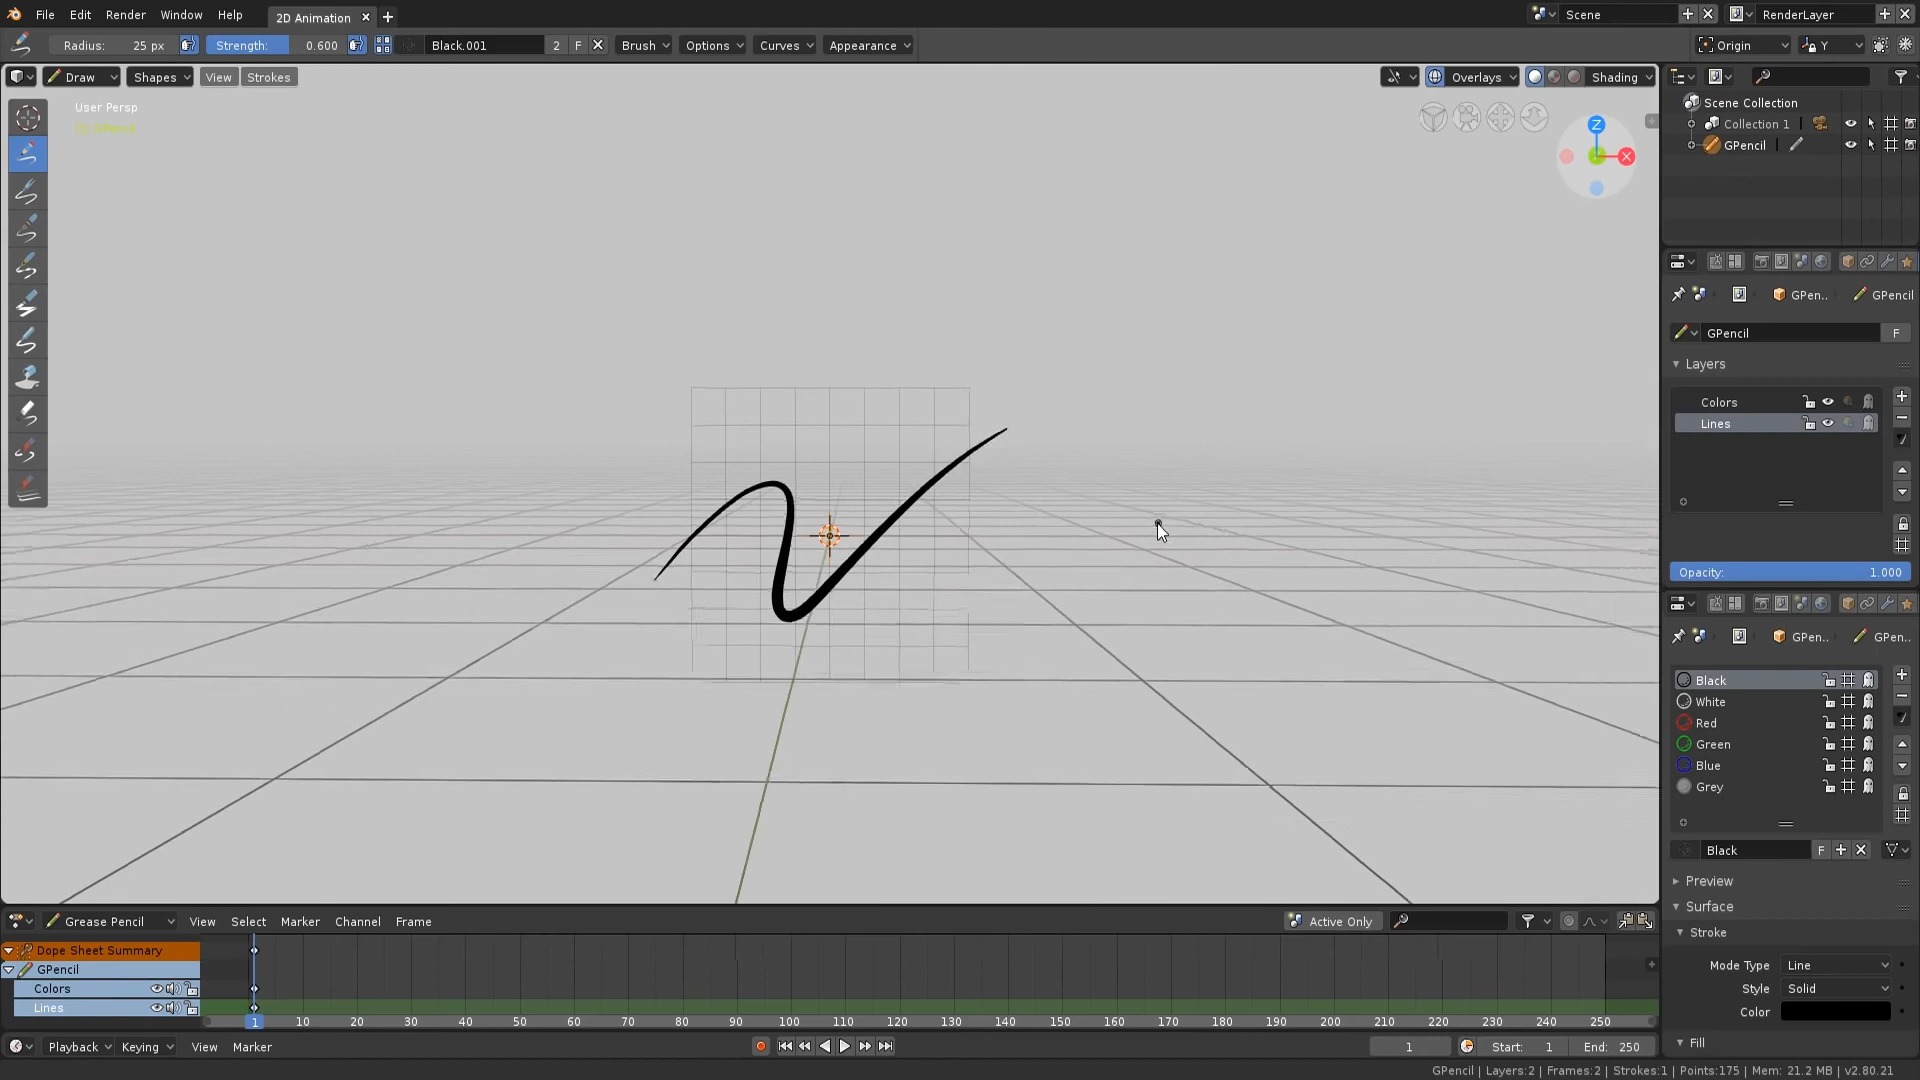 File Edit Render Window Help 2D Animation Scene RenderLayer
Radius: 25 px Strength: 0.600 Black.001 2 F Brush Options Curves Appearance Origin Y
Draw Shapes View Strokes Overlays Shading
User Persp
(1) GPencil
Z
X
Scene Collection
Collection 1
GPencil
GPen.. GPencil
GPencil F
Layers
Colors
Lines
Opacity: 1.000
GPen.. GPen..
Black
White
Red
Green
Blue
Grey
Black F
Preview
Surface
Stroke
Mode Type Line
Style Solid
Color
Fill
Grease Pencil View Select Marker Channel Frame Active Only
Dope Sheet Summary
GPencil
Colors
Lines
1 10 20 30 40 50 60 70 80 90 100 110 120 130 140 150 160 170 180 190 200 210 220 230 240 250
Playback Keying View Marker 1 Start: 1 End: 250
GPencil | Layers:2 | Frames:2 | Strokes:1 | Points:175 | Mem: 21.2 MB | v2.80.21